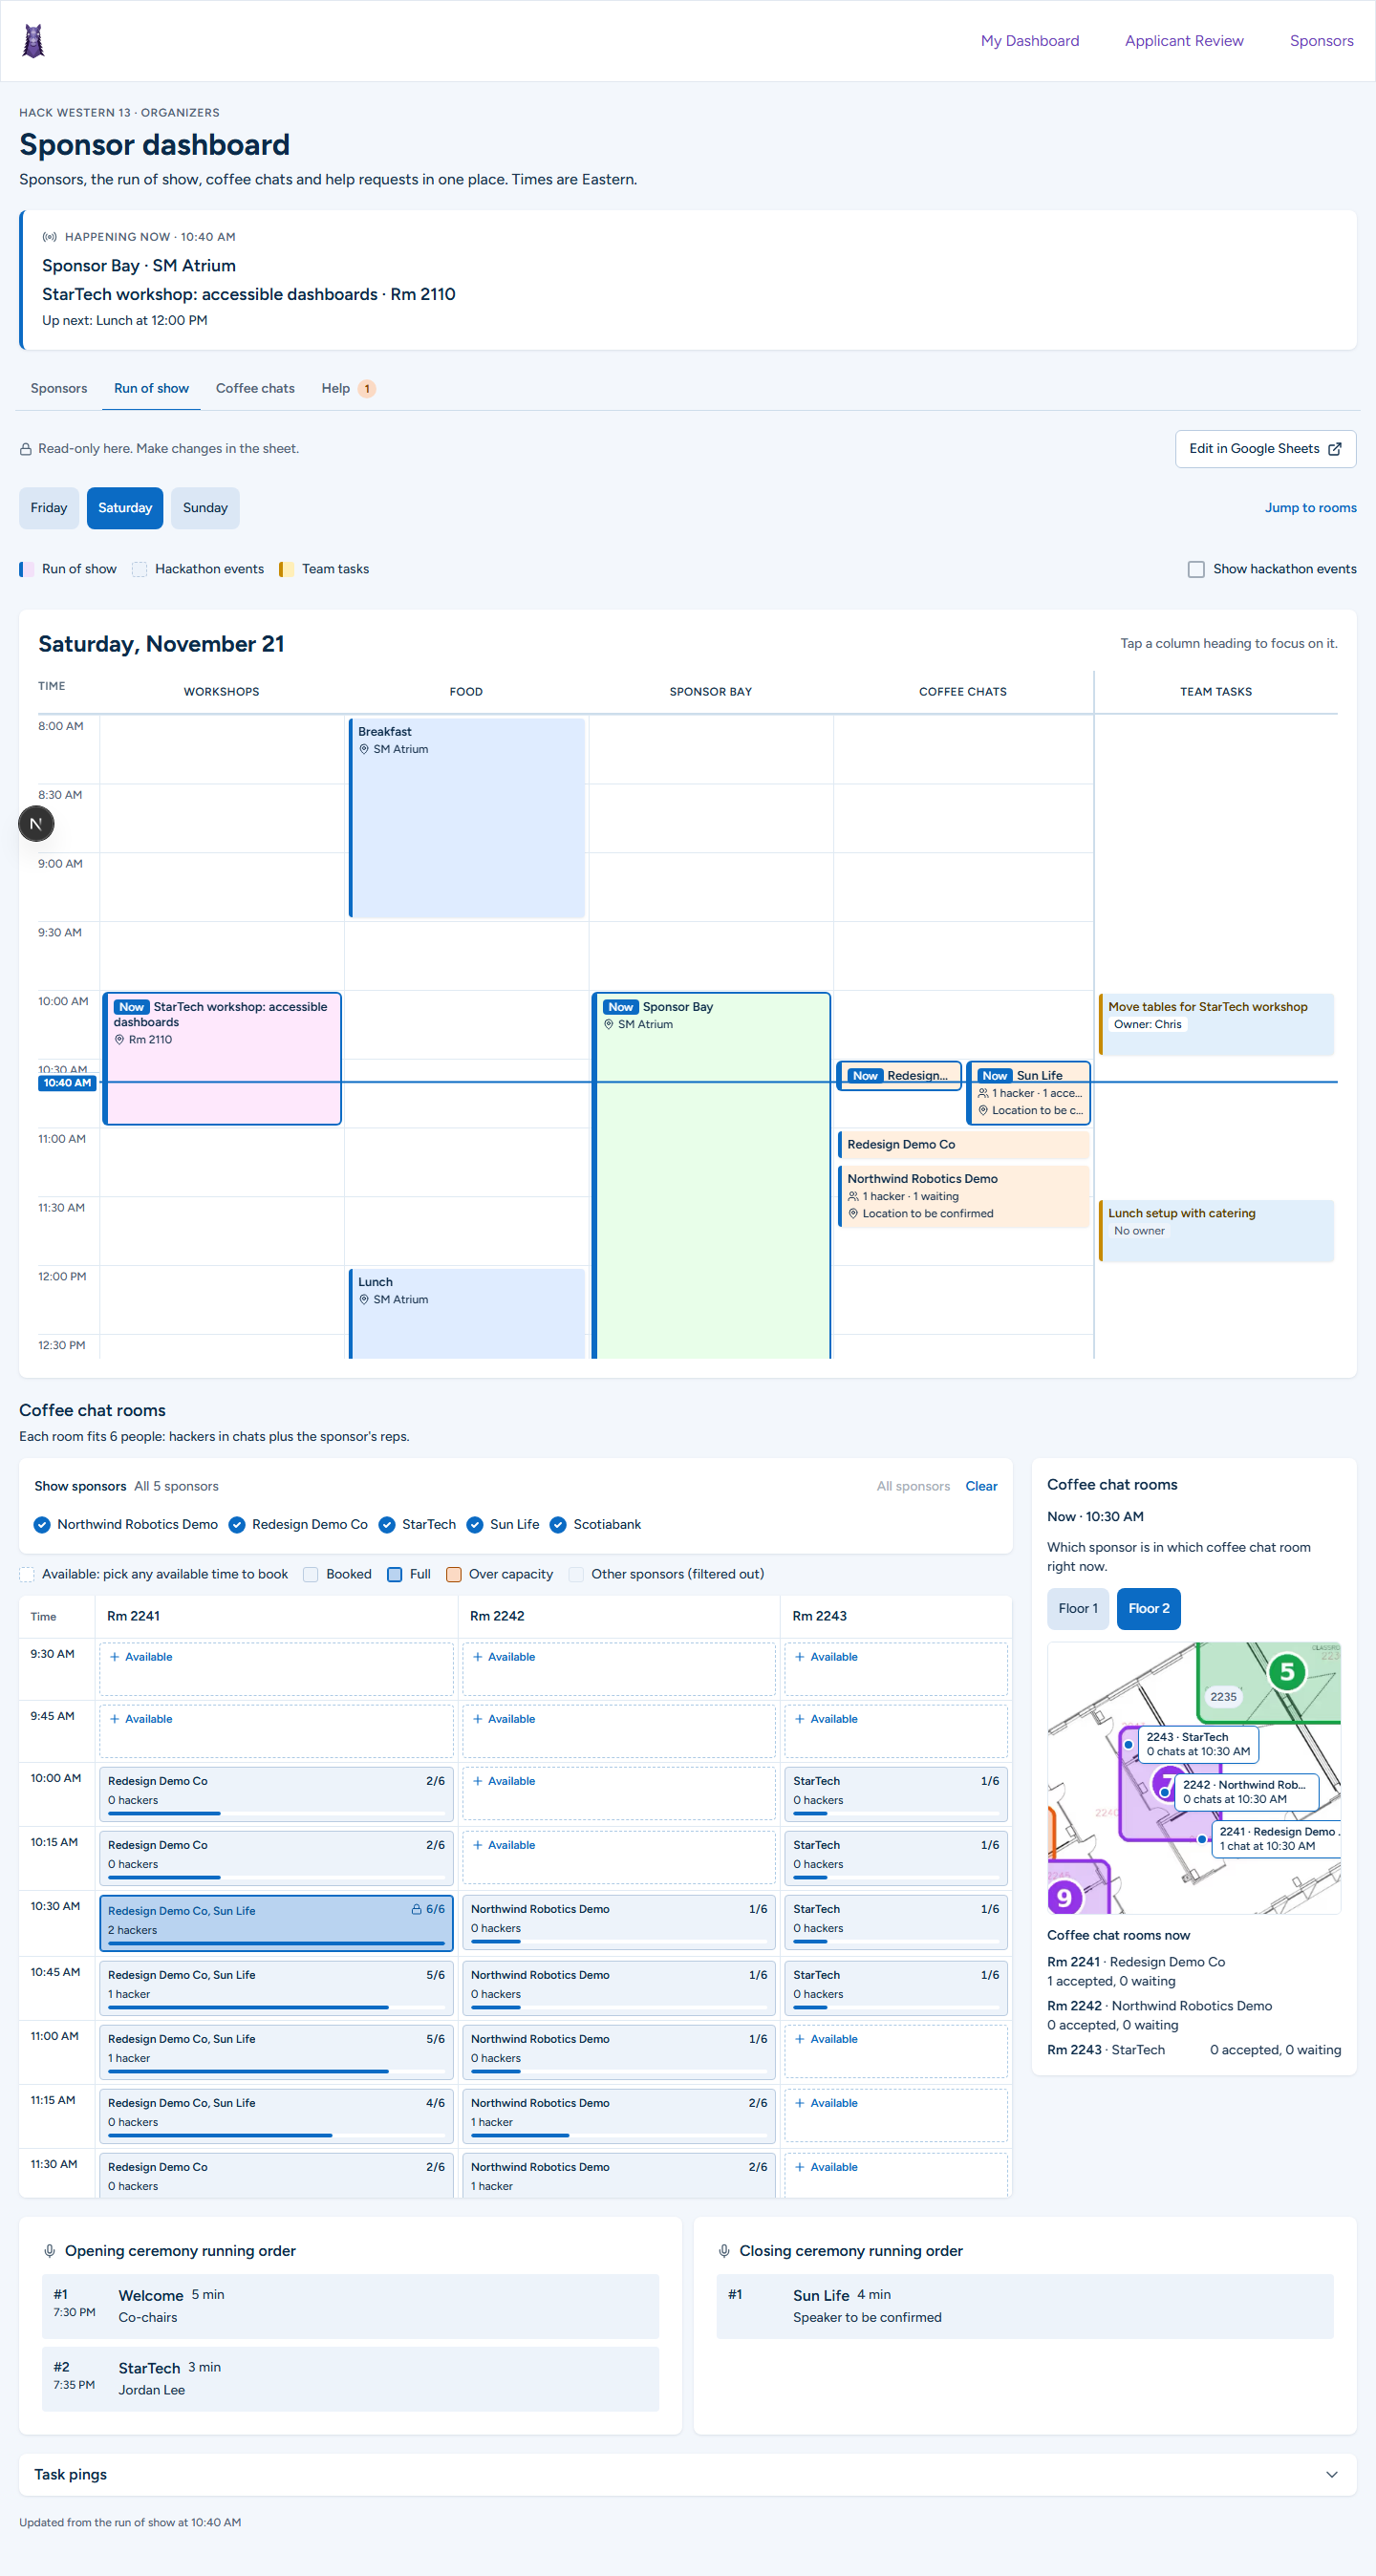 My Dashboard
Applicant Review
Sponsors
HACK WESTERN 13 · ORGANIZERS
Sponsor dashboard
Sponsors, the run of show, coffee chats and help requests in one place. Times are Eastern.
HAPPENING NOW · 10:40 AM
Sponsor Bay · SM Atrium
StarTech workshop: accessible dashboards · Rm 2110
Up next: Lunch at 12:00 PM
Sponsors
Run of show
Coffee chats
Help 1
Read-only here. Make changes in the sheet.
Edit in Google Sheets
Friday
Saturday
Sunday
Jump to rooms
Run of show
Hackathon events
Team tasks
Show hackathon events
Saturday, November 21
Tap a column heading to focus on it.
TIME
WORKSHOPS
FOOD
SPONSOR BAY
COFFEE CHATS
TEAM TASKS
8:00 AM
Breakfast
SM Atrium
8:30 AM
N
9:00 AM
9:30 AM
10:00 AM
Now StarTech workshop: accessible
dashboards
Rm 2110
Now Sponsor Bay
SM Atrium
Move tables for StarTech workshop
Owner: Chris
10:30 AM
10:40 AM
Now Redesign...
Now Sun Life
1 hacker · 1 acce...
Location to be c...
11:00 AM
Redesign Demo Co
Northwind Robotics Demo
1 hacker · 1 waiting
Location to be confirmed
11:30 AM
Lunch setup with catering
No owner
12:00 PM
Lunch
SM Atrium
12:30 PM
Coffee chat rooms
Each room fits 6 people: hackers in chats plus the sponsor's reps.
Show sponsors All 5 sponsors
All sponsors
Clear
Northwind Robotics Demo
Redesign Demo Co
StarTech
Sun Life
Scotiabank
Available: pick any available time to book
Booked
Full
Over capacity
Other sponsors (filtered out)
Time
Rm 2241
Rm 2242
Rm 2243
9:30 AM
+ Available
+ Available
+ Available
9:45 AM
+ Available
+ Available
+ Available
10:00 AM
Redesign Demo Co 2/6
0 hackers
+ Available
StarTech 1/6
0 hackers
10:15 AM
Redesign Demo Co 2/6
0 hackers
+ Available
StarTech 1/6
0 hackers
10:30 AM
Redesign Demo Co, Sun Life 6/6
2 hackers
Northwind Robotics Demo 1/6
0 hackers
StarTech 1/6
0 hackers
10:45 AM
Redesign Demo Co, Sun Life 5/6
1 hacker
Northwind Robotics Demo 1/6
0 hackers
StarTech 1/6
0 hackers
11:00 AM
Redesign Demo Co, Sun Life 5/6
1 hacker
Northwind Robotics Demo 1/6
0 hackers
+ Available
11:15 AM
Redesign Demo Co, Sun Life 4/6
0 hackers
Northwind Robotics Demo 2/6
1 hacker
+ Available
11:30 AM
Redesign Demo Co 2/6
0 hackers
Northwind Robotics Demo 2/6
1 hacker
+ Available
Coffee chat rooms
Now · 10:30 AM
Which sponsor is in which coffee chat room
right now.
Floor 1
Floor 2
5
2235
2243 · StarTech
0 chats at 10:30 AM
7
2242 · Northwind Rob...
0 chats at 10:30 AM
2240
2241 · Redesign Demo .
1 chat at 10:30 AM
9
Coffee chat rooms now
Rm 2241 · Redesign Demo Co
1 accepted, 0 waiting
Rm 2242 · Northwind Robotics Demo
0 accepted, 0 waiting
Rm 2243 · StarTech 0 accepted, 0 waiting
Opening ceremony running order
#1 Welcome 5 min
7:30 PM Co-chairs
#2 StarTech 3 min
7:35 PM Jordan Lee
Closing ceremony running order
#1 Sun Life 4 min
Speaker to be confirmed
Task pings
Updated from the run of show at 10:40 AM